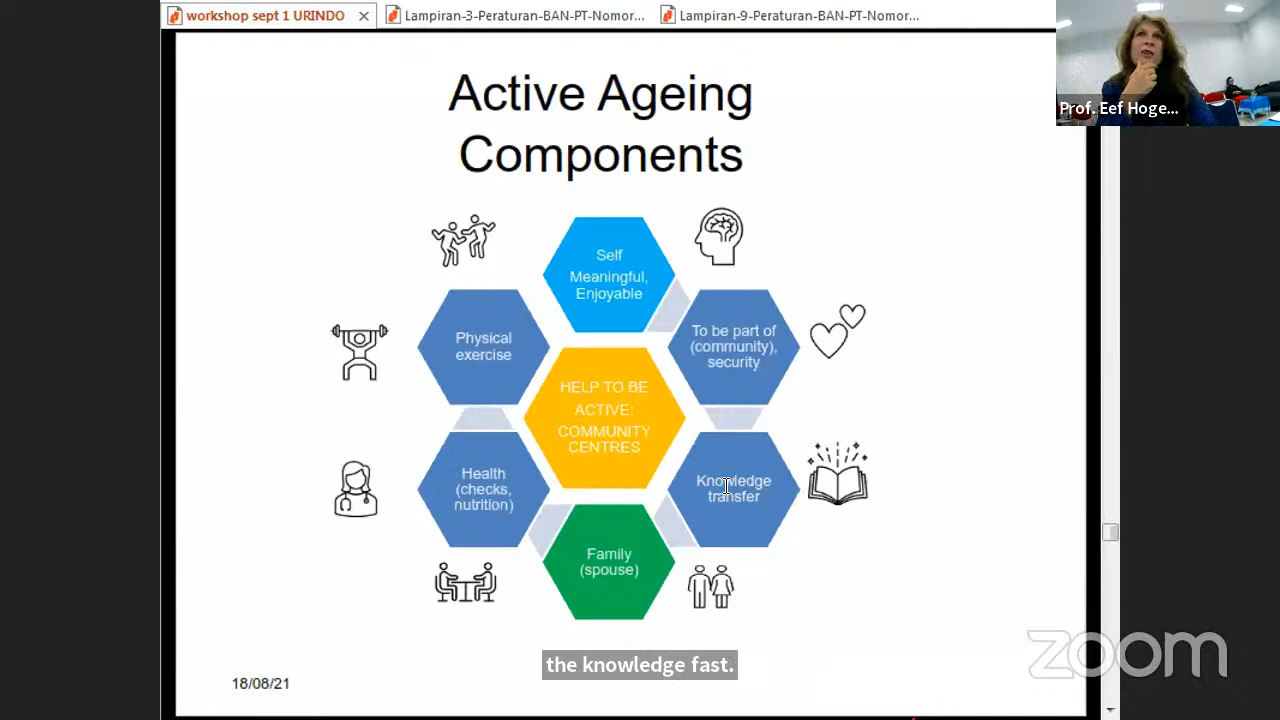 workshop sept 1 URINDO
Lampiran-3-Peraturan-BAN-PT-Nomor...
Lampiran-9-Peraturan-BAN-PT-Nomor...
Prof. Eef Hoge...
Active Ageing
Components
Self
Meaningful,
Enjoyable
Physical
exercise
To be part of
(community),
security
HELP TO BE
ACTIVE:
COMMUNITY
CENTRES
Health
(checks,
nutrition)
Knowledge
transfer
Family
(spouse)
the knowledge fast.
zoom
18/08/21